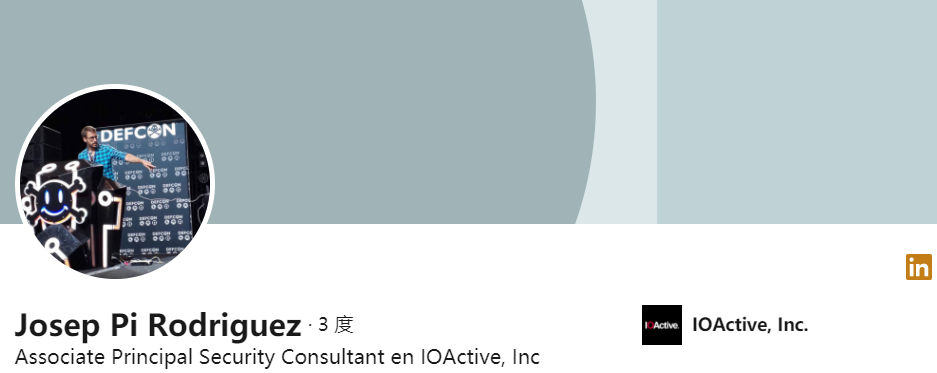 DEFCON
Josep Pi Rodriguez · 3 度
Associate Principal Security Consultant en IOActive, Inc
in
IOActive.
IOActive, Inc.